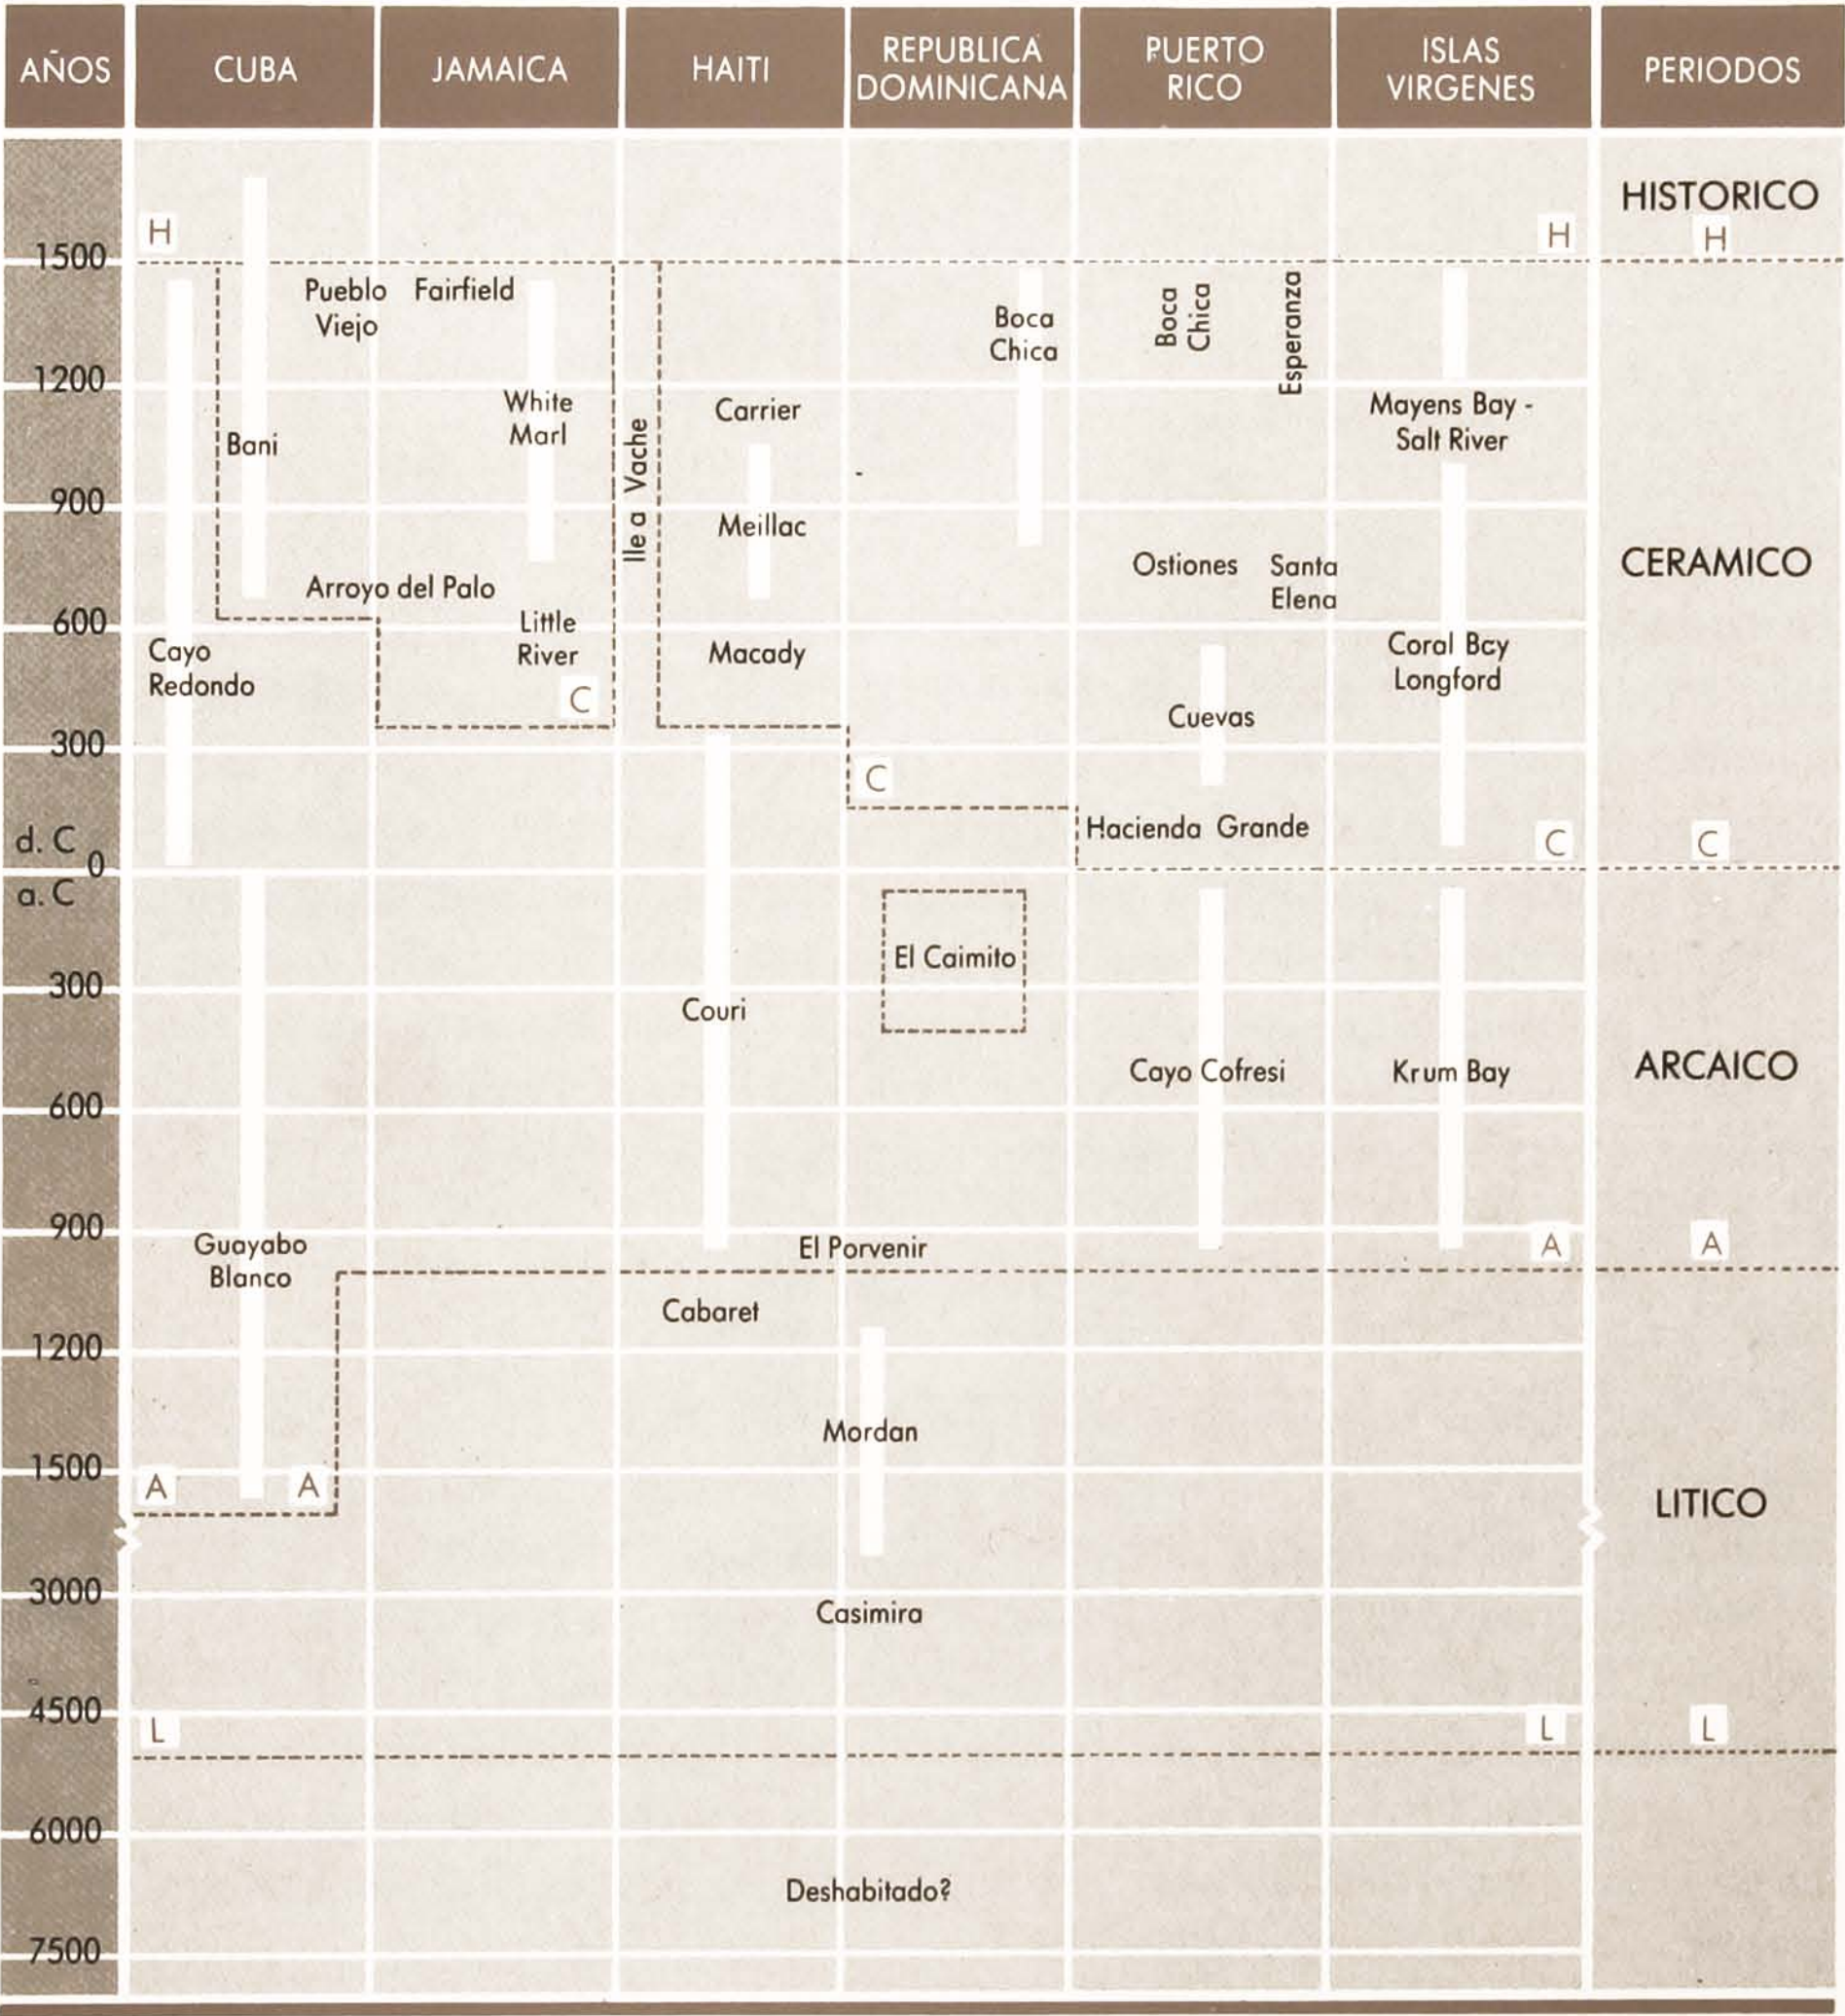 AÑOS
CUBA
JAMAICA
HAITI
REPUBLICA
DOMINICANA
PUERTO
RICO
ISLAS
VIRGENES
PERIODOS
HISTORICO
H
H
H
1500
Pueblo
Viejo
Fairfield
Boca
Chica
Boca
Chica
Esperanza
1200
White
Marl
Carrier
Mayens Bay -
Salt River
Bani
Ile a Vache
900
Meillac
Ostiones
Santa
Elena
CERAMICO
Arroyo del Palo
600
Little
River
Cayo
Redondo
Macady
Coral Bcy
Longford
C
Cuevas
300
C
Hacienda Grande
d. C
0
a. C
C
C
El Caimito
300
Couri
Cayo Cofresi
Krum Bay
ARCAICO
600
900
Guayabo
Blanco
El Porvenir
A
A
Cabaret
1200
Mordan
1500
A
A
LITICO
3000
Casimira
4500
L
L
L
6000
Deshabitado?
7500